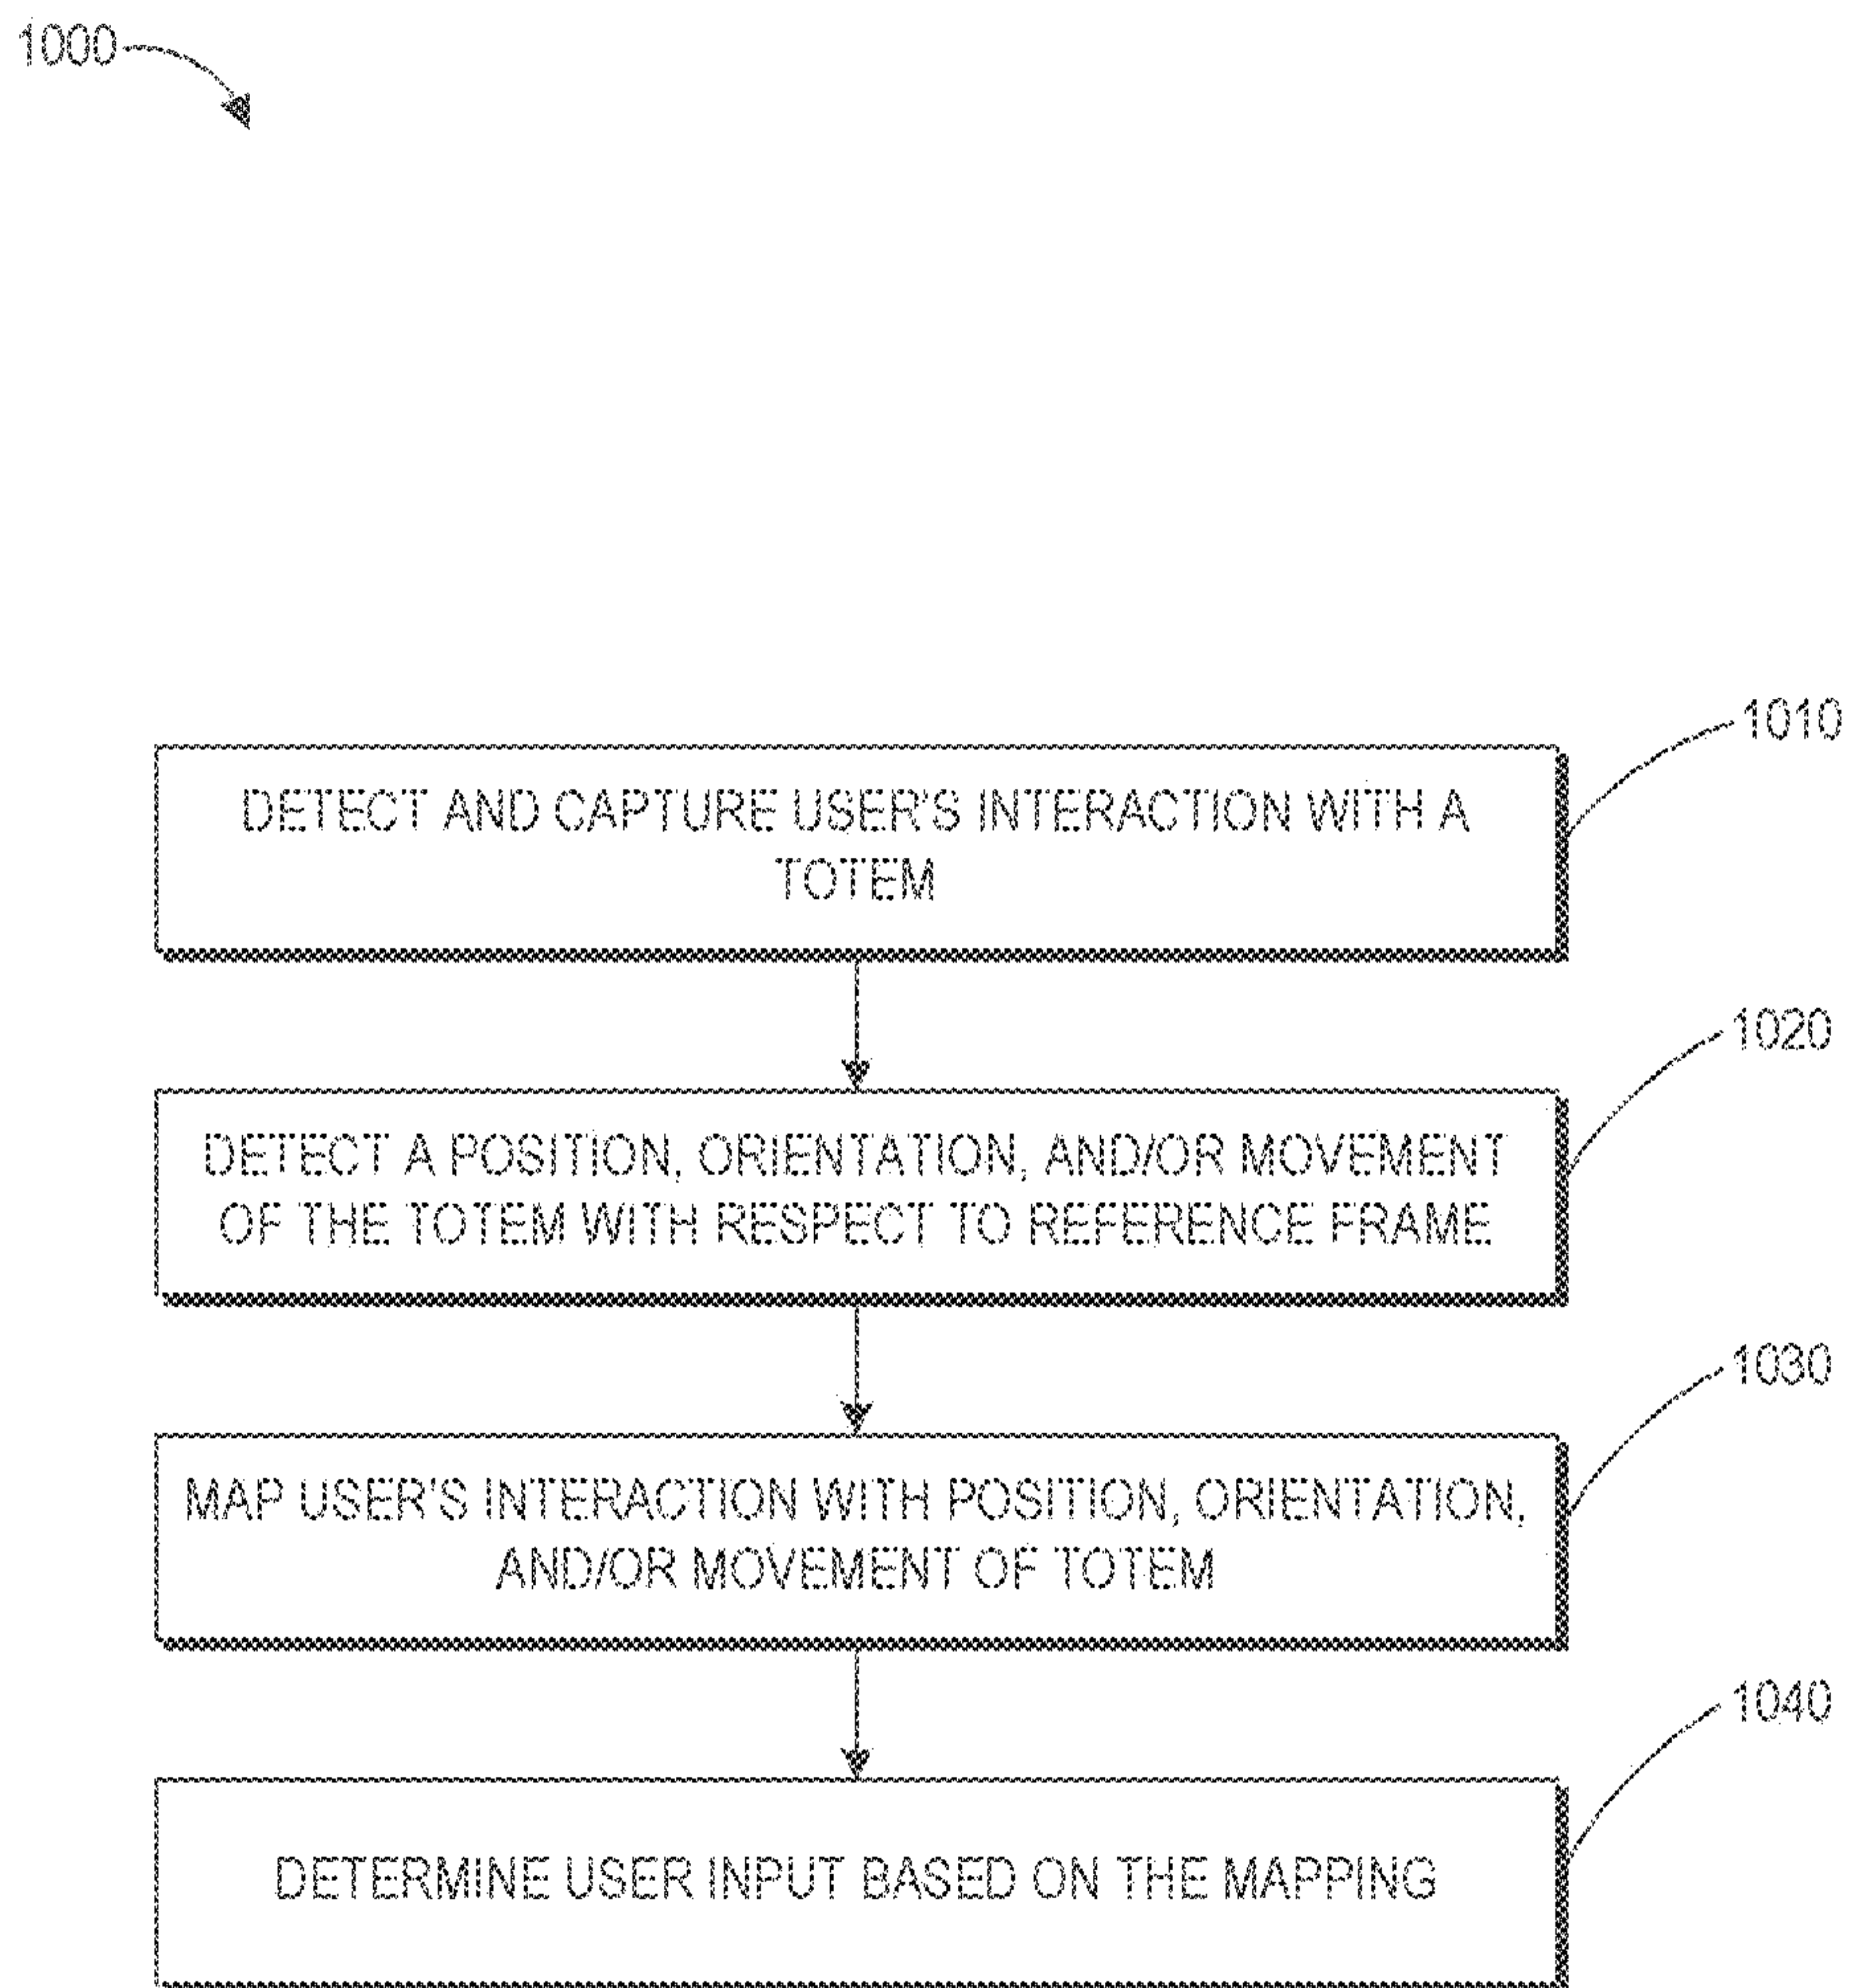 1000
1010
DETECT AND CAPTURE USER'S INTERACTION WITH A
TOTEM
1020
DETECT A POSITION, ORIENTATION, AND/OR MOVEMENT
OF THE TOTEM WITH RESPECT TO REFERENCE FRAME
1030
MAP USER'S INTERACTION WITH POSITION, ORIENTATION,
AND/OR MOVEMENT OF TOTEM
1040
DETERMINE USER INPUT BASED ON THE MAPPING